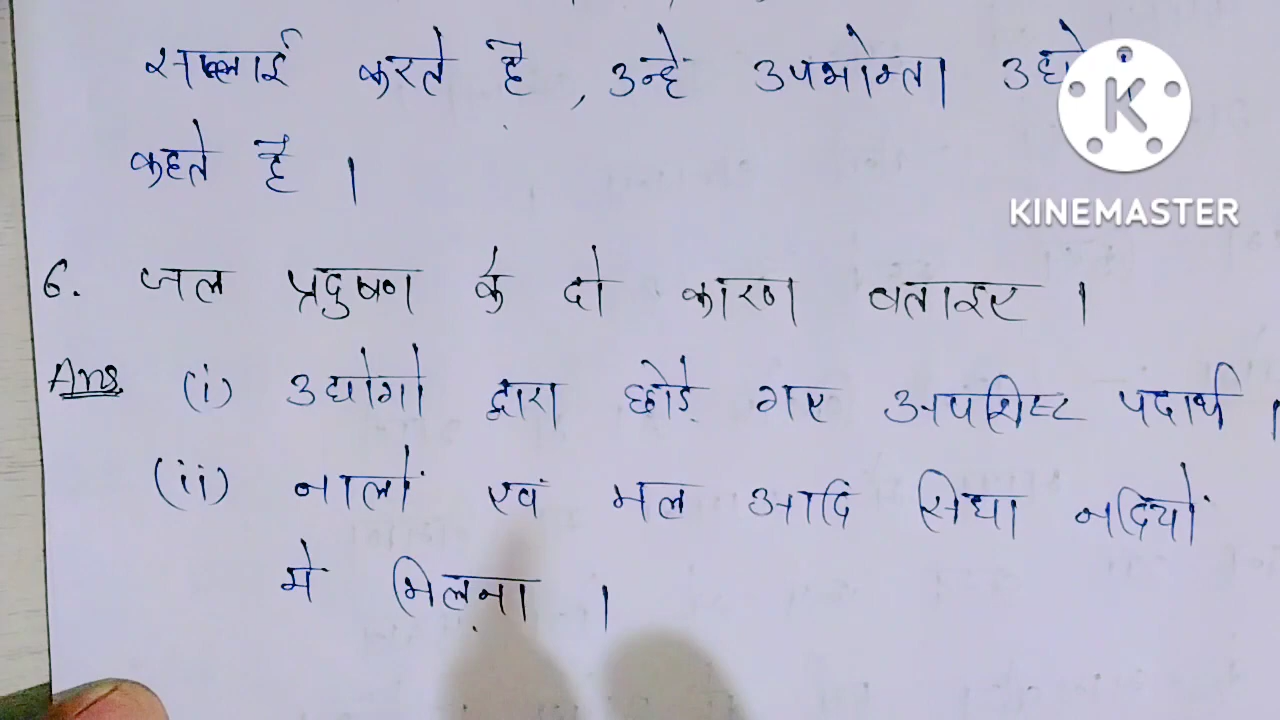 सप्लाई करते है , उन्हे उपभोग्ता
कहते है ।
KINEMASTER
6. जल प्रदुषण के दो कारण बताइए ।
Ans (i) उद्योगो द्वारा छोड़े गए अपशिस्ट पदार्थ ।
(ii) नालों एवं मल आदि सिधा नदियों
मे मिलना ।